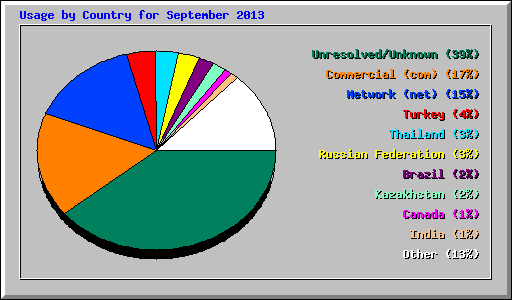 Usage by Country for September 2013
Unresolved/Unknown (39%)
Commercial (com) (17%)
Network (net) (15%)
Turkey (4%)
Thailand (3%)
Russian Federation (3%)
Brazil (2%)
Kazakhstan (2%)
Canada (1%)
India (1%)
Other (13%)